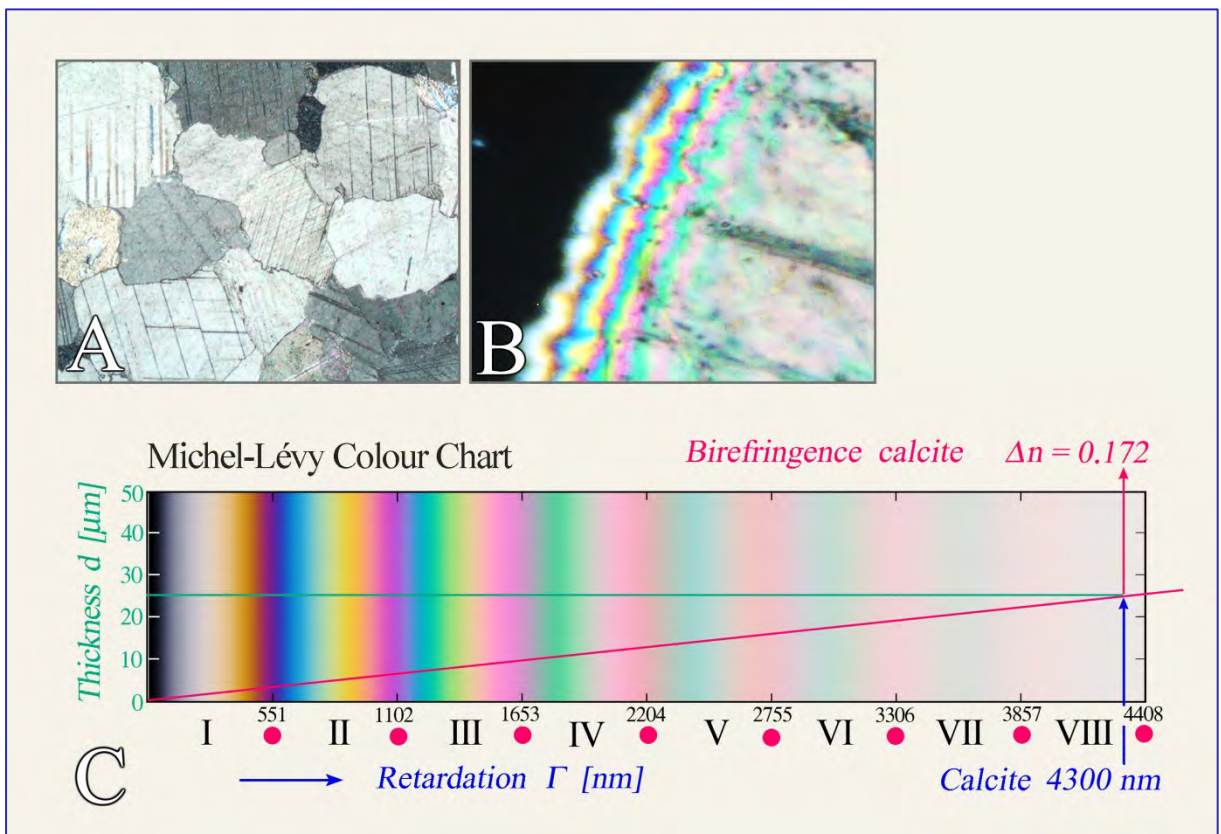 A
B
Michel-Lévy Colour Chart
Birefringence calcite Δn = 0.172
Thickness d [µm]
50
40
30
20
10
0
551 1102 1653 2204 2755 3306 3857 4408
I II III IV V VI VII VIII
C
Retardation Γ [nm]
Calcite 4300 nm